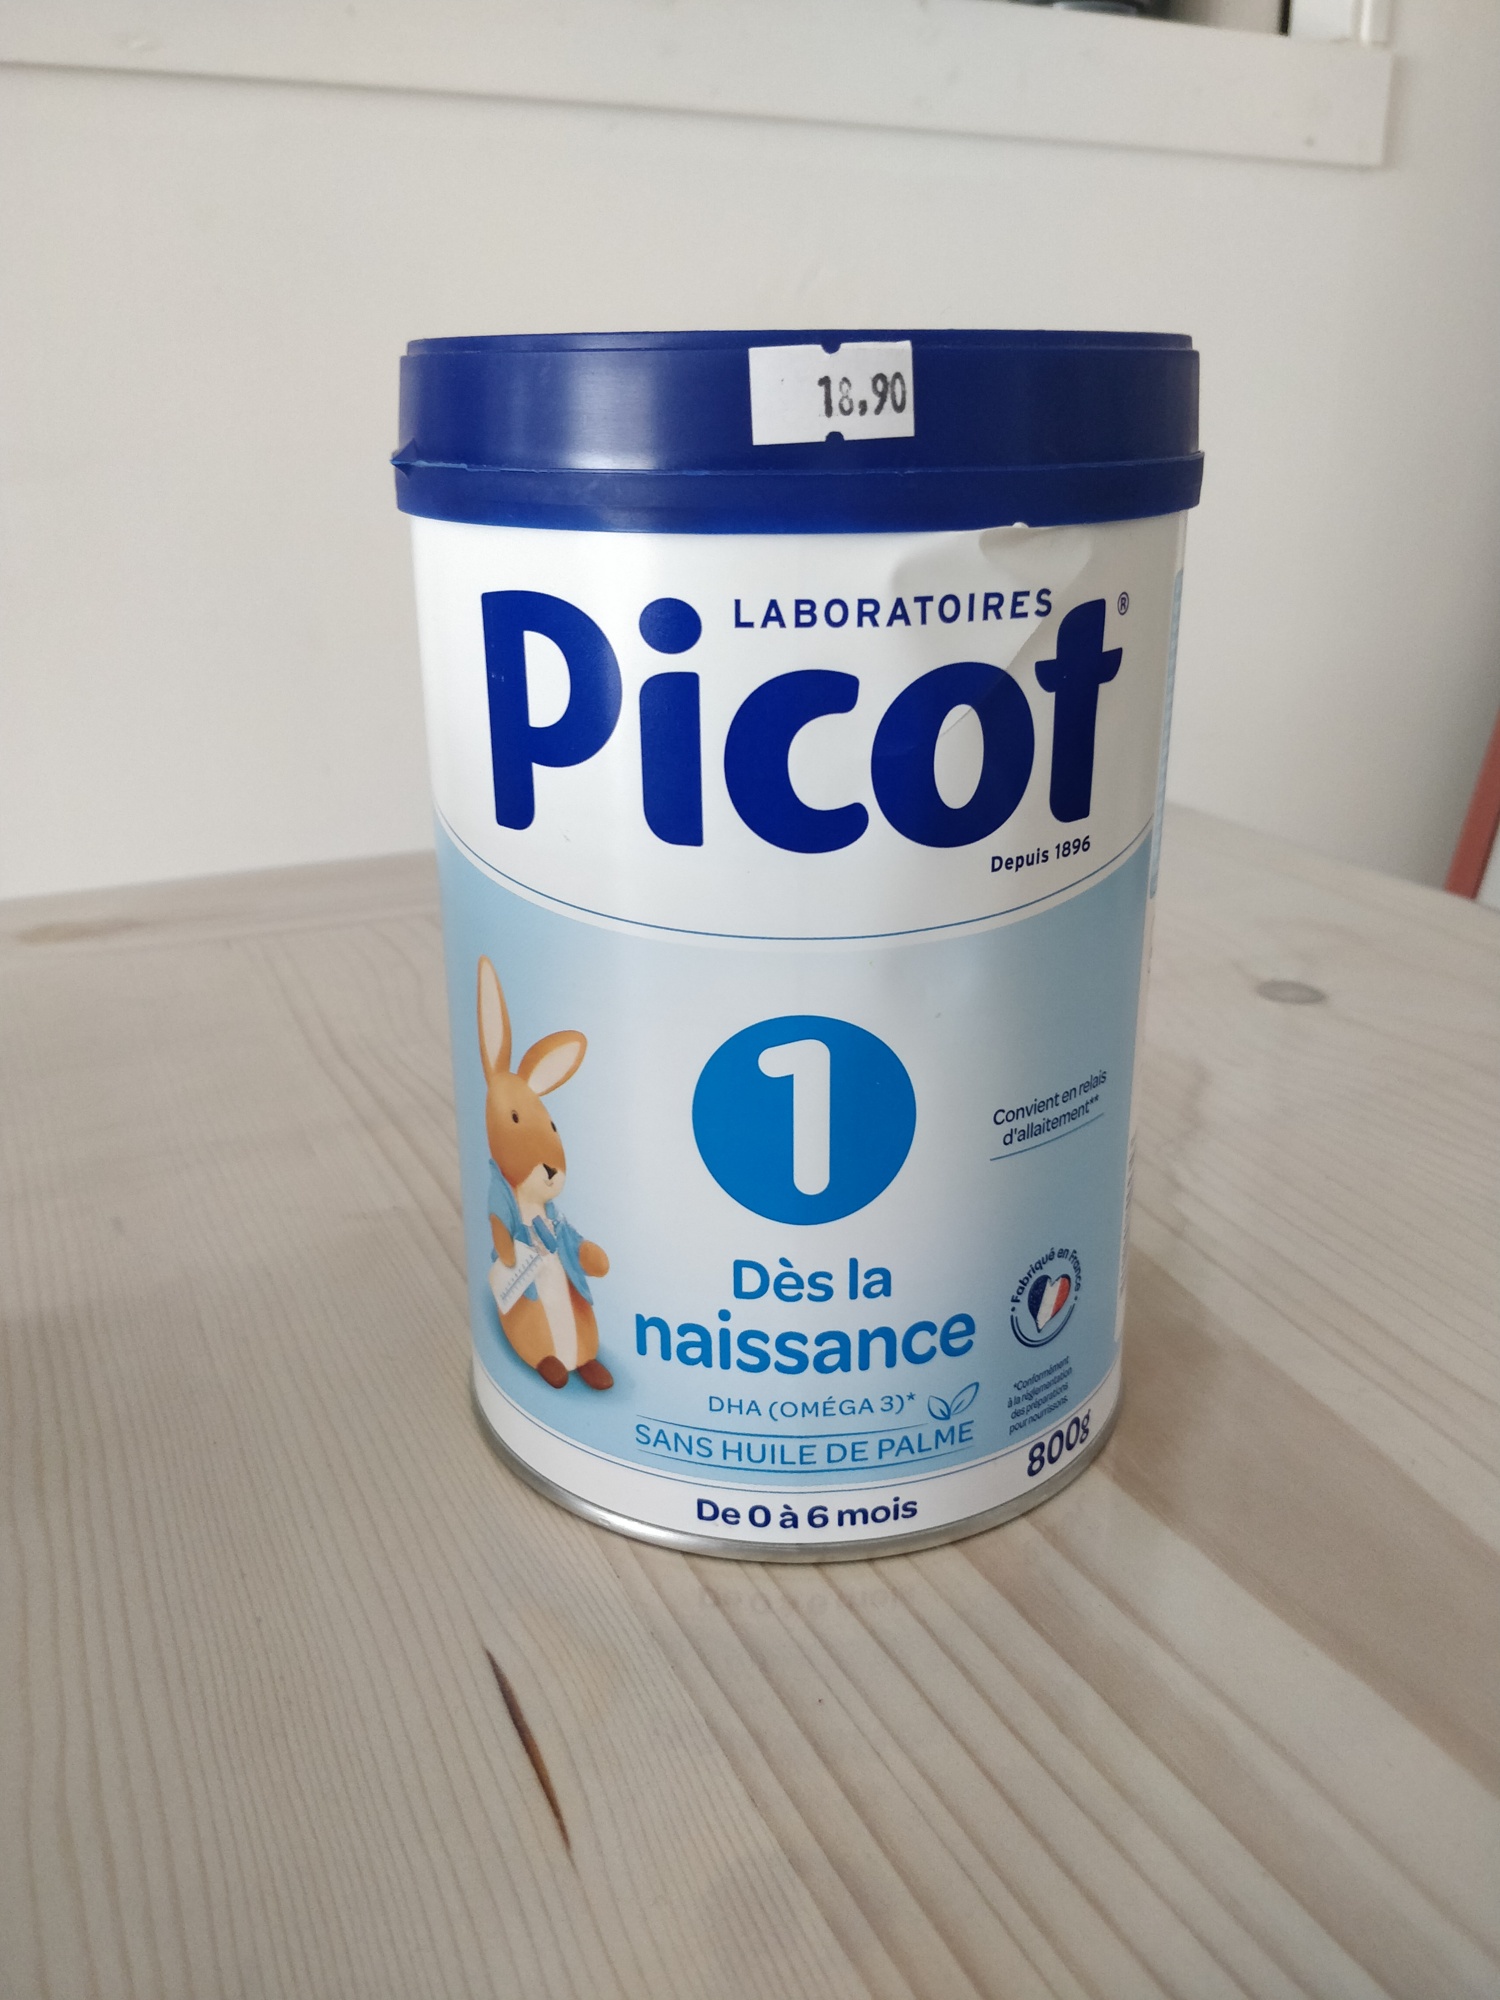 18,90
LABORATOIRES
Picot®
Depuis 1896
1
Convient en relais
d'allaitement**
Dès la
naissance
• Fabriqué en France •
DHA (OMÉGA 3)*
SANS HUILE DE PALME
*Conformément
à la réglementation
des préparations
pour nourrissons.
800g
De 0 à 6 mois